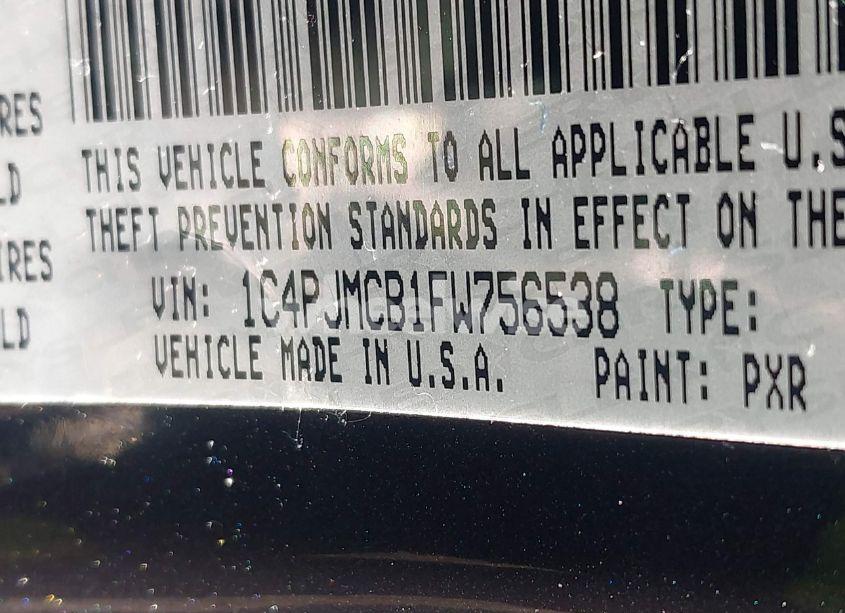 RES
THIS VEHICLE CONFORMS TO ALL APPLICABLE U.S
LD
THEFT PREVENTION STANDARDS IN EFFECT ON THE
IRES
VIN: 1C4PJMCB1FW756538 TYPE:
LD
VEHICLE MADE IN U.S.A. PAINT: PXR